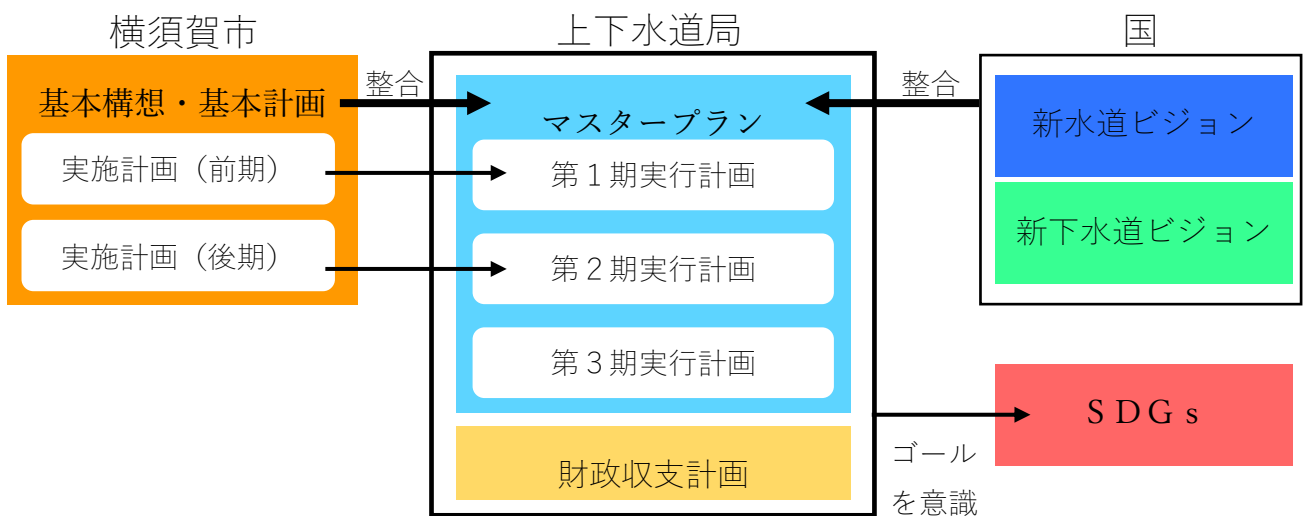 横須賀市
基本構想・基本計画
実施計画（前期）
実施計画（後期）
整合
上下水道局
マスタープラン
第１期実行計画
第２期実行計画
第３期実行計画
財政収支計画
整合
国
新水道ビジョン
新下水道ビジョン
ＳＤＧｓ
ゴール
を意識